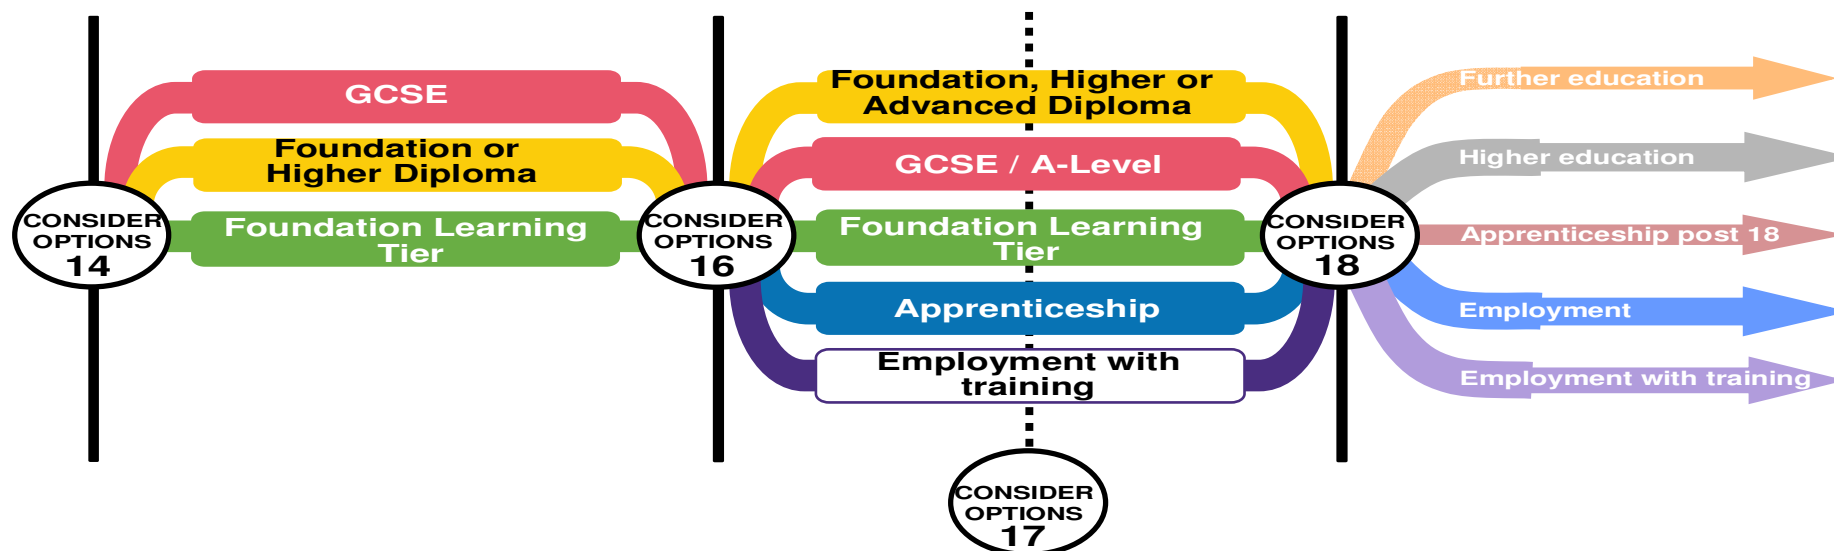 CONSIDER
OPTIONS
14
GCSE
Foundation or
Higher Diploma
Foundation Learning
Tier
CONSIDER
OPTIONS
16
Foundation, Higher or
Advanced Diploma
GCSE / A-Level
Foundation Learning
Tier
Apprenticeship
Employment with
training
CONSIDER
OPTIONS
17
CONSIDER
OPTIONS
18
Further education
Higher education
Apprenticeship post 18
Employment
Employment with training